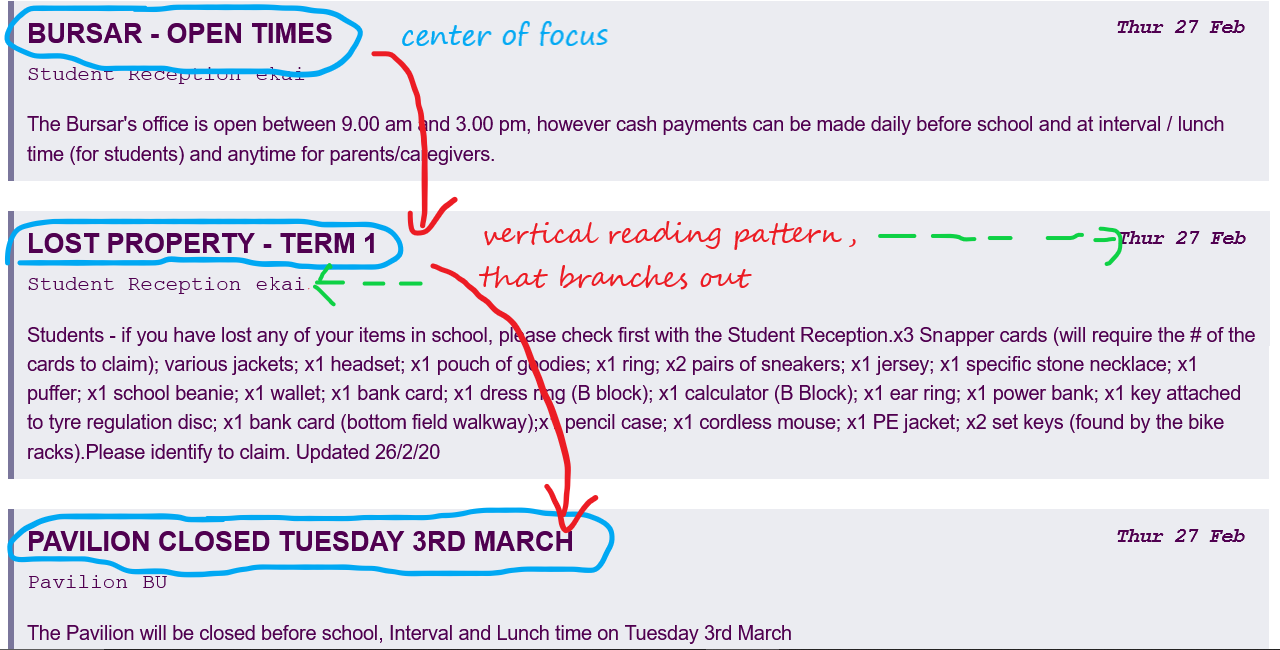 BURSAR - OPEN TIMES
center of focus
Thur 27 Feb
Student Reception ekai
The Bursar's office is open between 9.00 am and 3.00 pm, however cash payments can be made daily before school and at interval / lunch
time (for students) and anytime for parents/caregivers.
LOST PROPERTY - TERM 1
vertical reading pattern,
Thur 27 Feb
Student Reception ekai
that branches out
Students - if you have lost any of your items in school, please check first with the Student Reception.x3 Snapper cards (will require the # of the
cards to claim); various jackets; x1 headset; x1 pouch of goodies; x1 ring; x2 pairs of sneakers; x1 jersey; x1 specific stone necklace; x1
puffer; x1 school beanie; x1 wallet; x1 bank card; x1 dress ring (B block); x1 calculator (B Block); x1 ear ring; x1 power bank; x1 key attached
to tyre regulation disc; x1 bank card (bottom field walkway);x1 pencil case; x1 cordless mouse; x1 PE jacket; x2 set keys (found by the bike
racks).Please identify to claim. Updated 26/2/20
PAVILION CLOSED TUESDAY 3RD MARCH
Thur 27 Feb
Pavilion BU
The Pavilion will be closed before school, Interval and Lunch time on Tuesday 3rd March